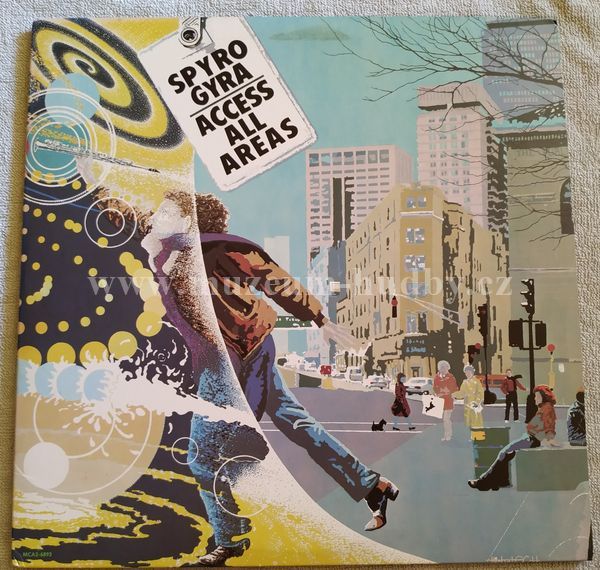 SPYRO
GYRA
ACCESS
ALL
AREAS
www.muzeum-hudby.cz
MCA2-6893